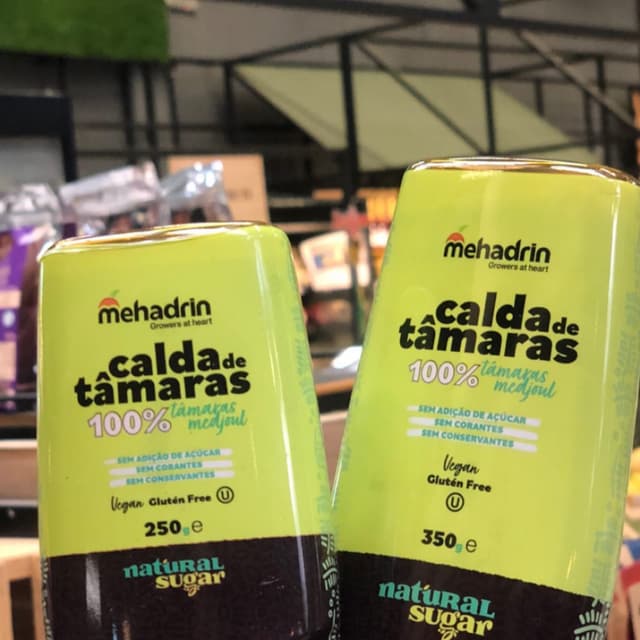 mehadrin
Growers at heart
calda de
tâmaras
100% tâmaras
medjoul
SEM ADIÇÃO DE AÇÚCAR
SEM CORANTES
SEM CONSERVANTES
Vegan Glutén Free U
250g e
natural
sugar
mehadrin
Growers at heart
calda de
tâmaras
100% tâmaras
medjoul
SEM ADIÇÃO DE AÇÚCAR
SEM CORANTES
SEM CONSERVANTES
Vegan
Glutén Free
U
350g e
natural
sugar